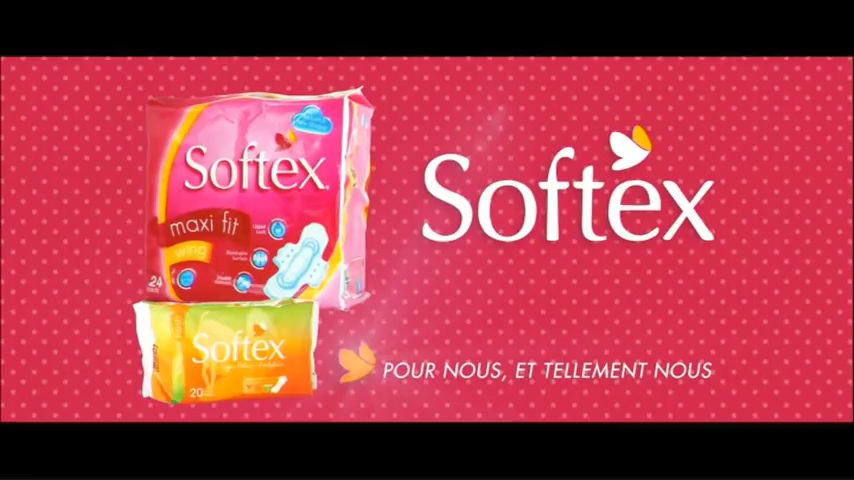 Softex
maxi fit
wing
24
Softex
20
Softex
POUR NOUS, ET TELLEMENT NOUS